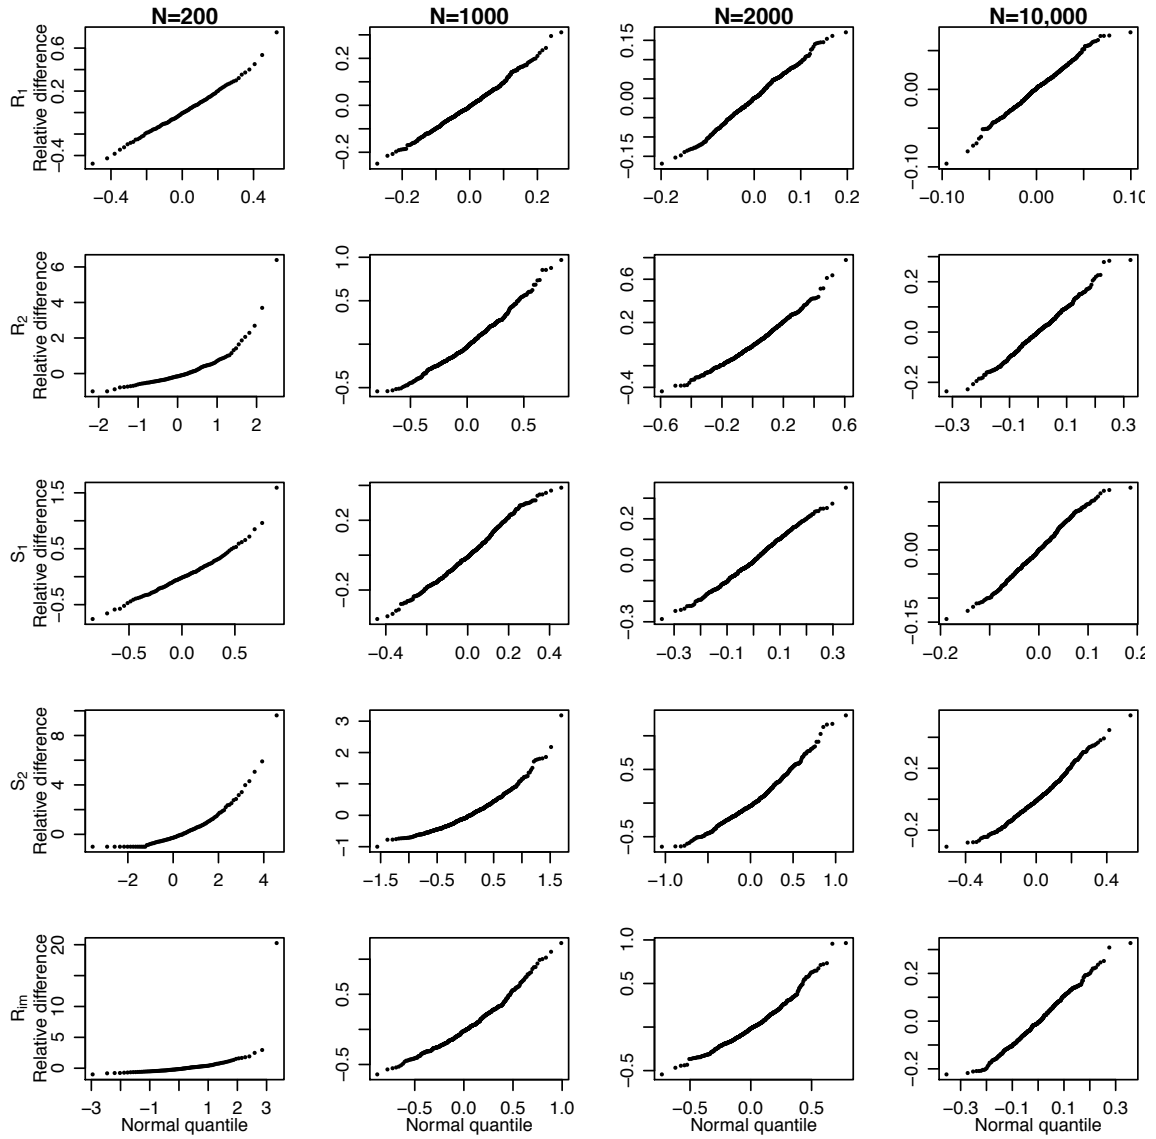 N=200
N=1000
N=2000
N=10,000
R1
Relative difference
−0.4 0.2 0.6
−0.4 0.0 0.4
−0.2 0.0 0.2
−0.2 0.0 0.2
−0.15 0.00 0.15
−0.2 0.0 0.1 0.2
−0.10 0.00
−0.10 0.00 0.10
R2
Relative difference
0 2 4 6
−2 −1 0 1 2
−0.5 0.5 1.0
−0.5 0.0 0.5
−0.4 0.2 0.6
−0.6 −0.2 0.2 0.6
−0.2 0.0 0.2
−0.3 −0.1 0.1 0.3
S1
Relative difference
−0.5 0.5 1.5
−0.5 0.0 0.5
−0.2 0.2
−0.4 0.0 0.2 0.4
−0.3 0.0 0.2
−0.3 −0.1 0.1 0.3
−0.15 0.00
−0.2 0.0 0.2
S2
Relative difference
0 4 8
−2 0 2 4
−1 0 1 2 3
−1.5 −0.5 0.5 1.5
−0.5 0.5
−1.0 0.0 0.5 1.0
−0.2 0.2
−0.4 0.0 0.4
Rim
Relative difference
0 5 10 20
−3 −1 1 2 3
Normal quantile
−0.5 0.5
−0.5 0.0 0.5 1.0
Normal quantile
−0.5 0.5 1.0
−0.5 0.0 0.5
Normal quantile
−0.2 0.0 0.2
−0.3 −0.1 0.1 0.3
Normal quantile